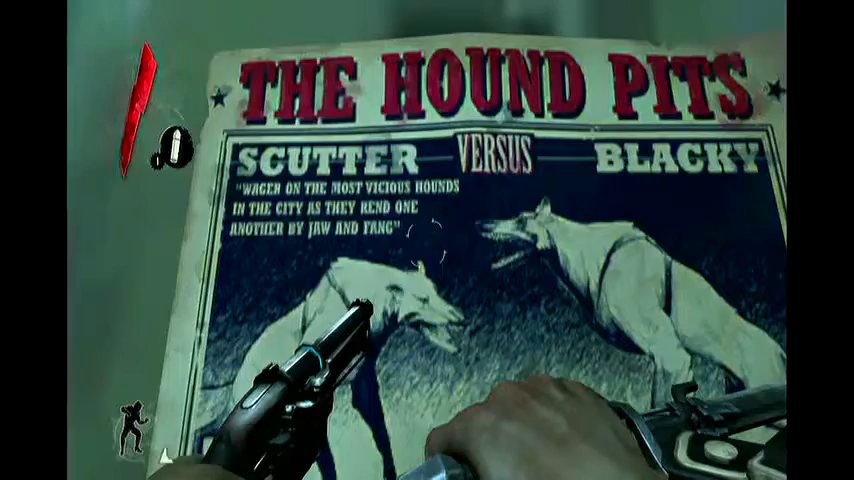 THE HOUND PITS
SCUTTER VERSUS BLACKY
"WAGER ON THE MOST VICIOUS HOUNDS
IN THE CITY AS THEY REND ONE
ANOTHER BY JAW AND FANG"